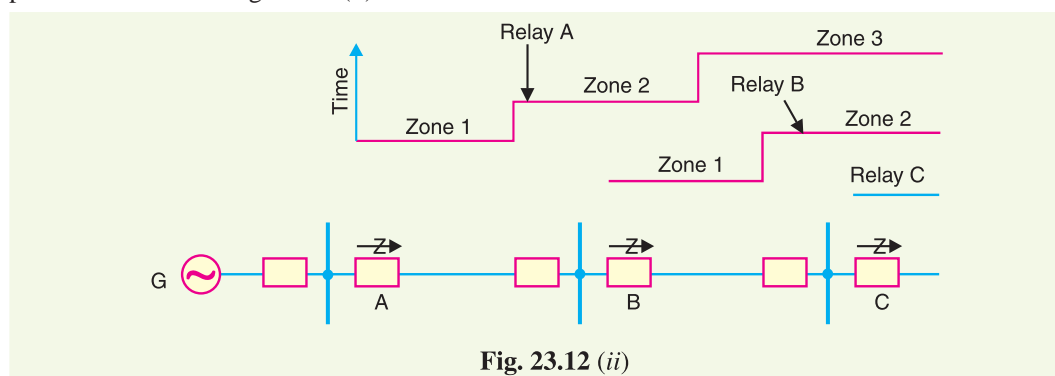 Relay A
Zone 3
Time
Zone 2
Relay B
Zone 1
Zone 2
Zone 1
Relay C
Z
Z
Z
G
A
B
C
Fig. 23.12 (ii)